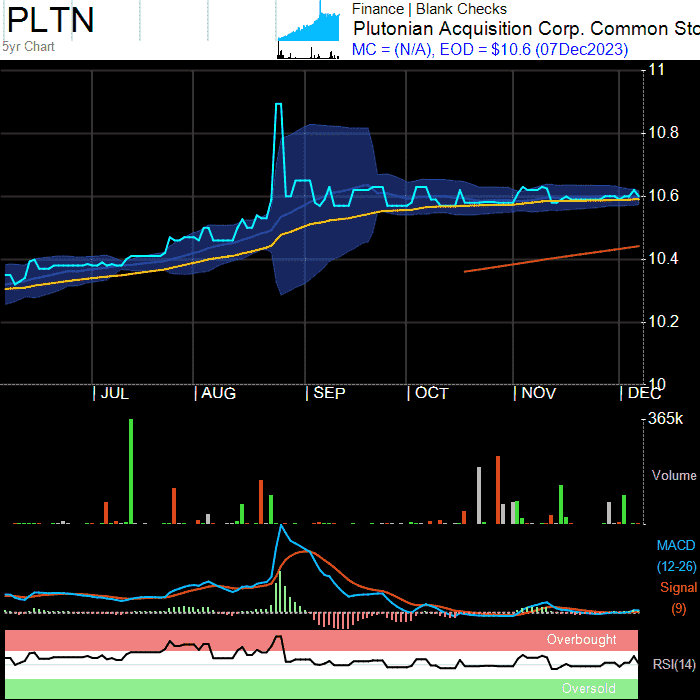 PLTN
5yr Chart
Finance | Blank Checks
Plutonian Acquisition Corp. Common Sto
MC = (N/A), EOD = $10.6 (07Dec2023)
11
10.8
10.6
10.4
10.2
10
JUL AUG SEP OCT NOV DEC
365k
Volume
MACD
(12-26)
Signal
(9)
Overbought
RSI(14)
Oversold